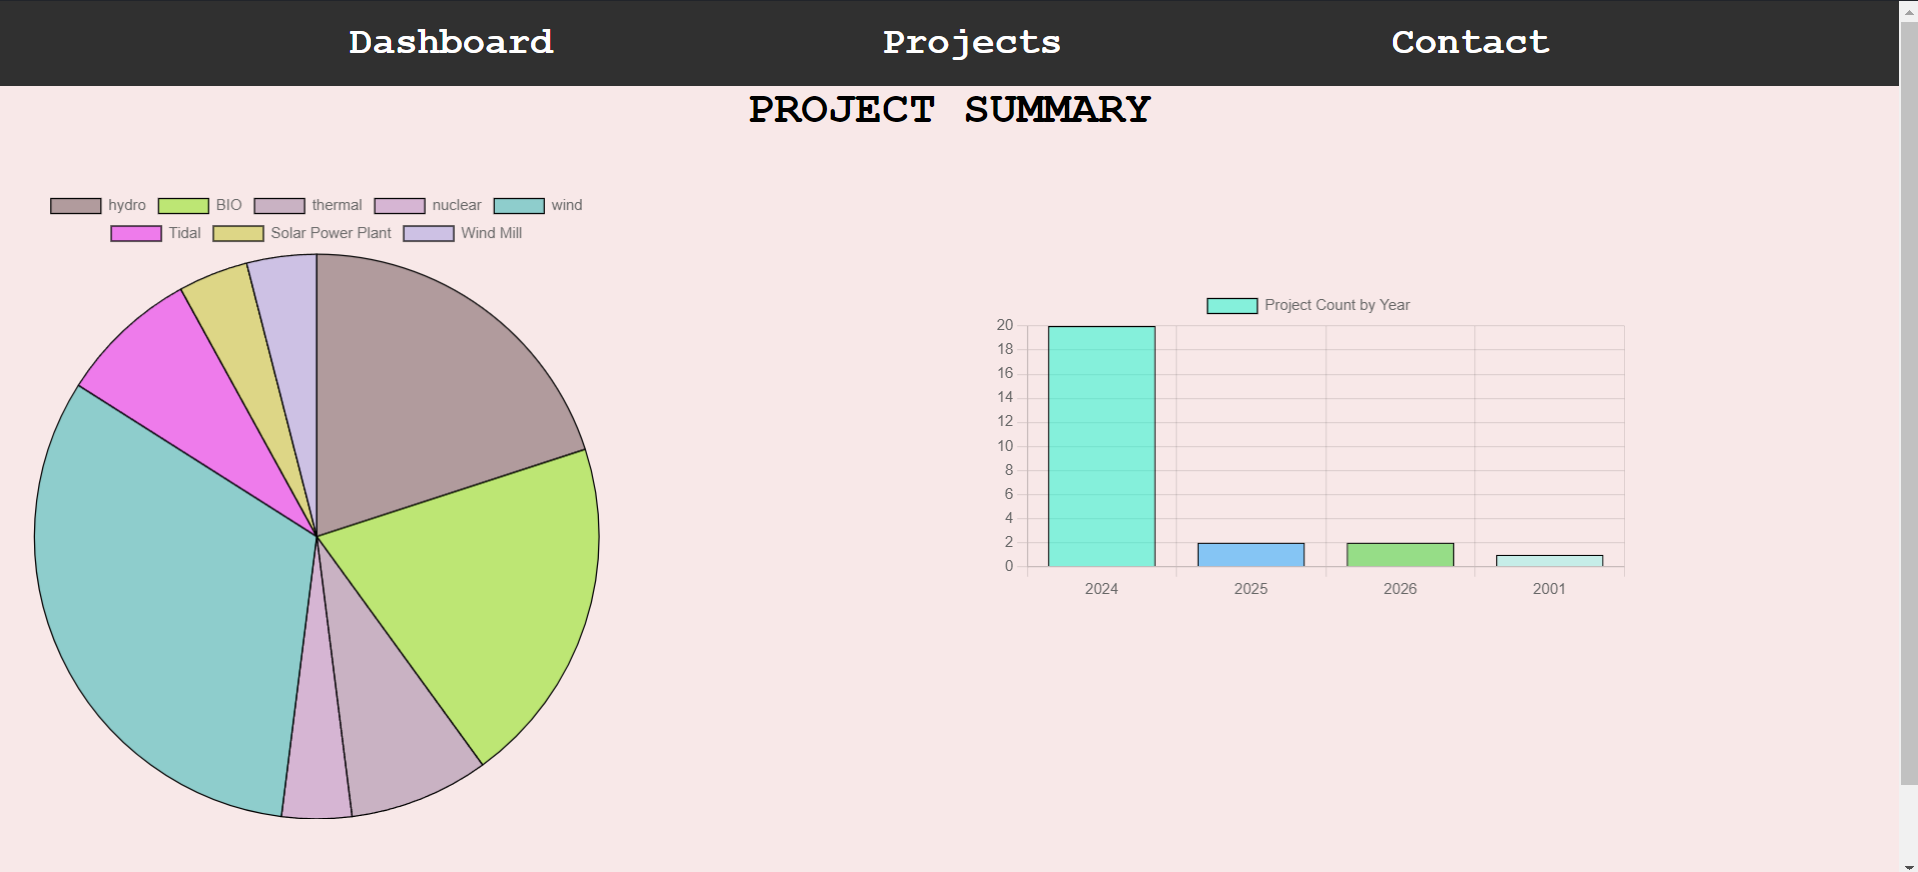 Dashboard Projects Contact
PROJECT SUMMARY
hydro BIO thermal nuclear wind
Tidal Solar Power Plant Wind Mill
Project Count by Year
20
18
16
14
12
10
8
6
4
2
0
2024 2025 2026 2001